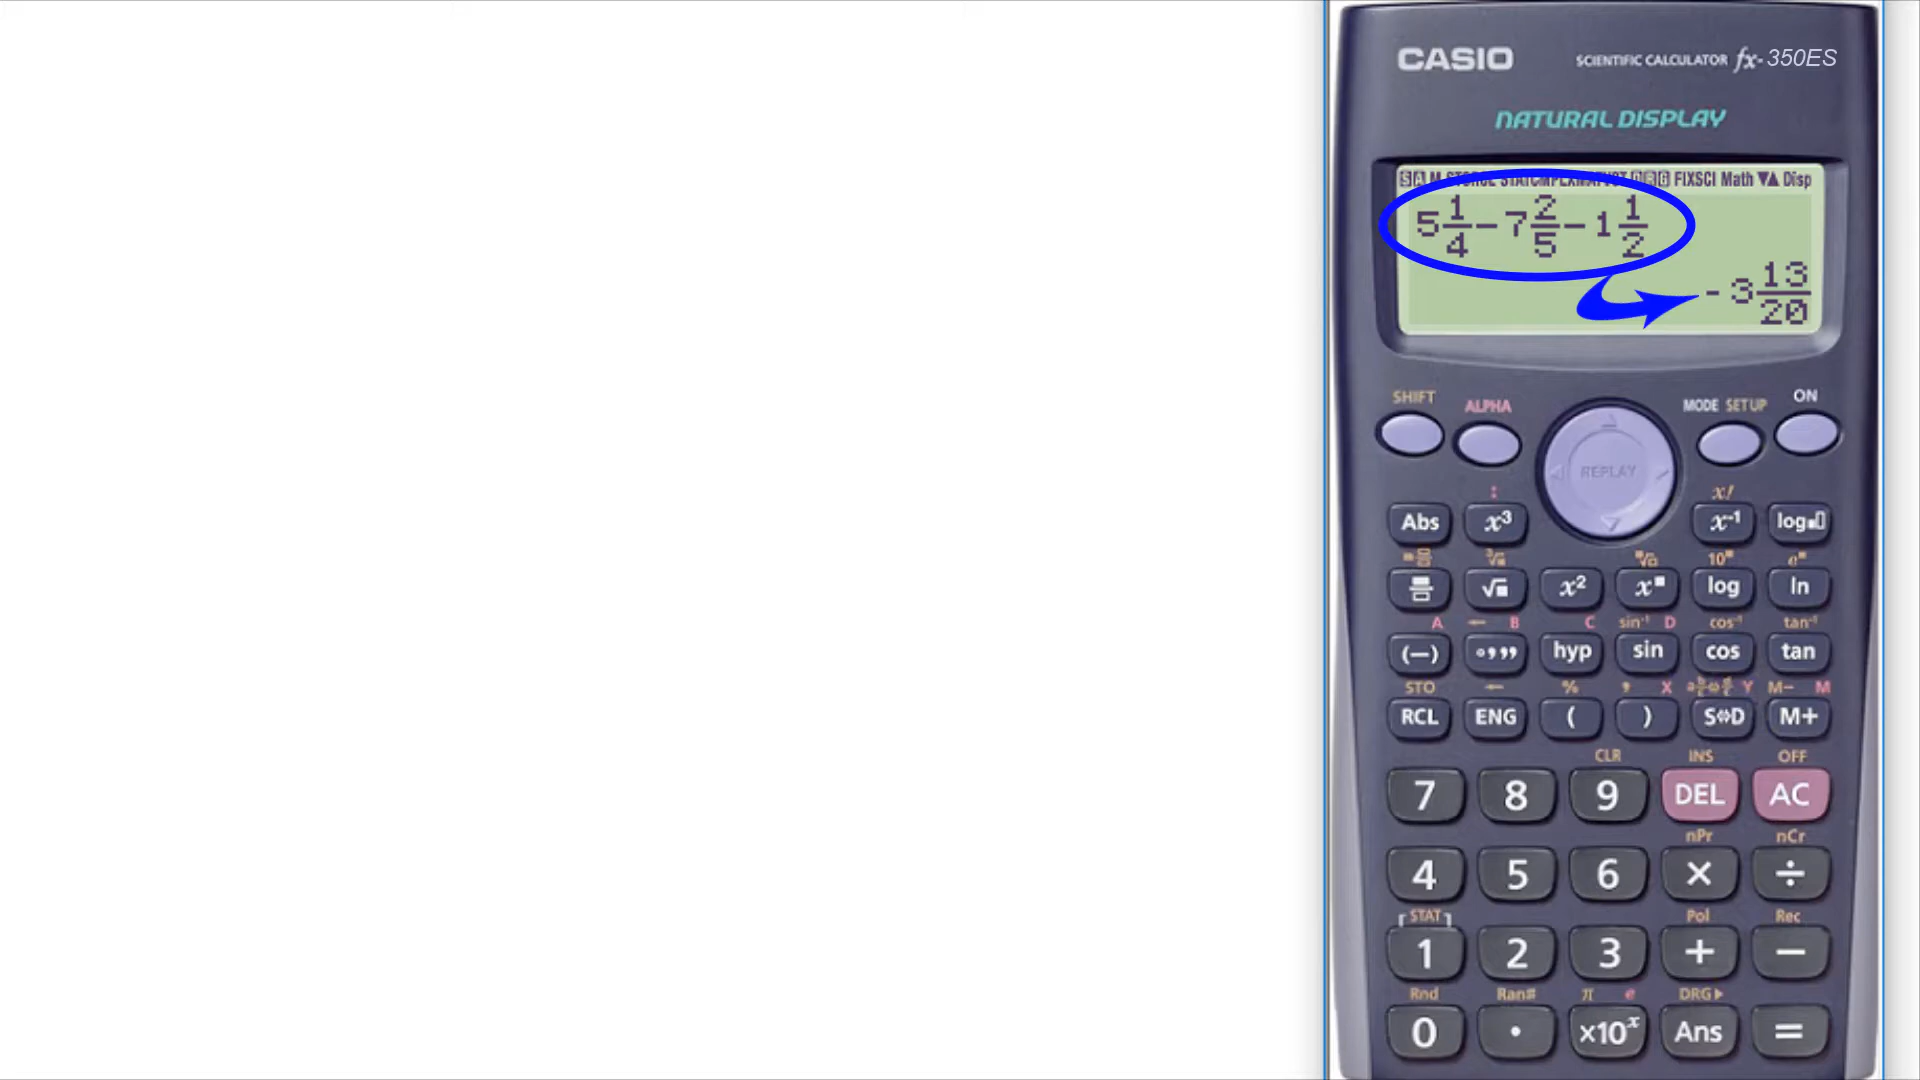 CASIO SCIENTIFIC CALCULATOR fx-350ES
NATURAL DISPLAY
FIX SCI Math ▼▲ Disp
5 1/4 − 7 2/5 − 1 1/2
-3 13/20
SHIFT ALPHA MODE SETUP ON
REPLAY
: x!
Abs x³ x⁻¹ log
10■ e■
√■ x² x■ log ln
A ← B C sin⁻¹ D cos⁻¹ tan⁻¹
(−) °,,, hyp sin cos tan
STO ← % , X Y M− M
RCL ENG ( ) S⇔D M+
CLR INS OFF
7 8 9 DEL AC
nPr nCr
4 5 6 × ÷
STAT Pol Rec
1 2 3 + −
Rnd Ran# π e DRG▶
0 · ×10ˣ Ans =